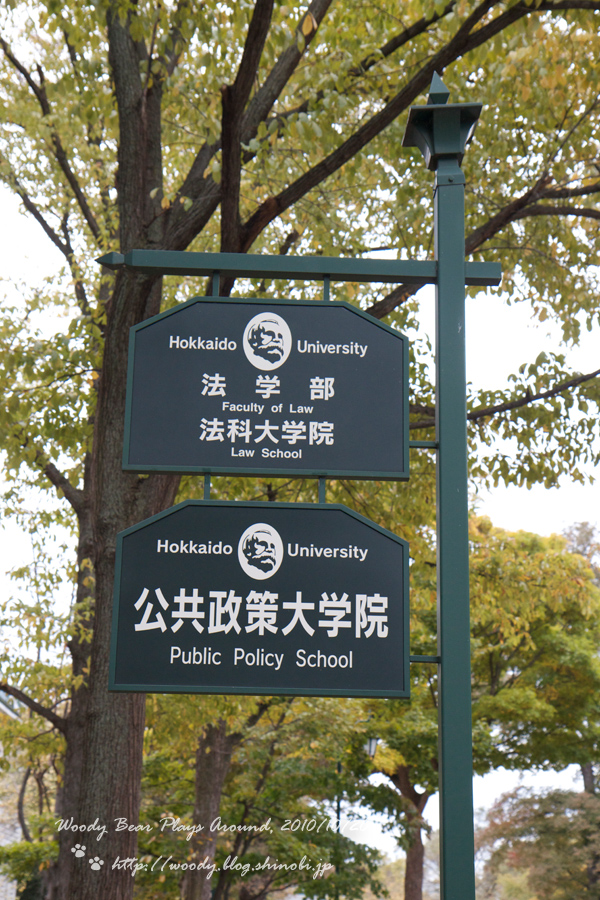 Hokkaido University
法学部
Faculty of Law
法科大学院
Law School
Hokkaido University
公共政策大学院
Public Policy School
Woody Bear Plays Around, 2010/10/
http://woody.blog.shinobi.jp